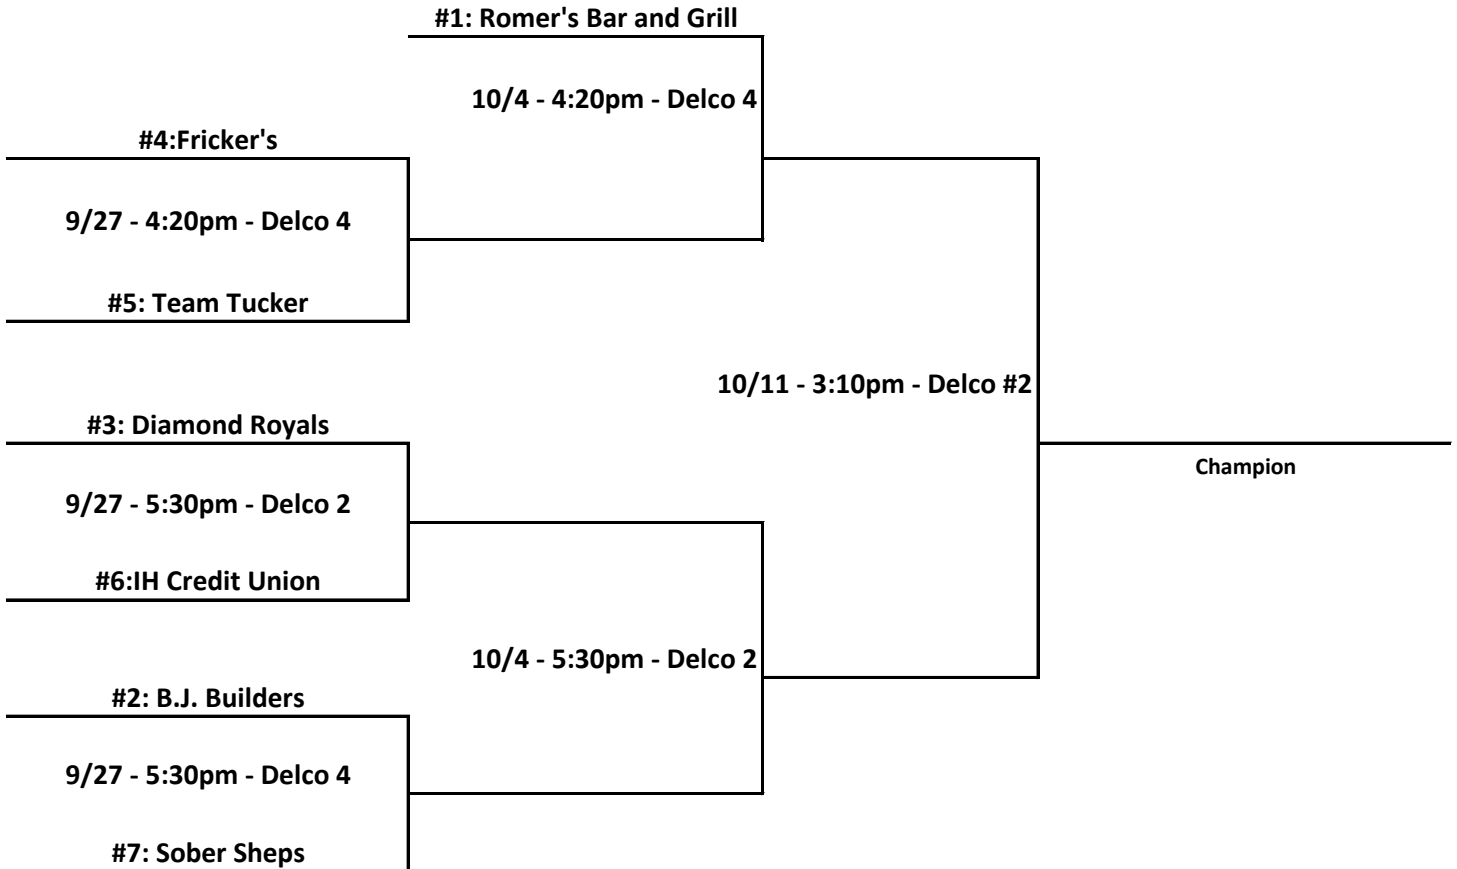 #1: Romer's Bar and Grill
10/4 - 4:20pm - Delco 4
#4:Fricker's
9/27 - 4:20pm - Delco 4
#5: Team Tucker
10/11 - 3:10pm - Delco #2
#3: Diamond Royals
Champion
9/27 - 5:30pm - Delco 2
#6:IH Credit Union
10/4 - 5:30pm - Delco 2
#2: B.J. Builders
9/27 - 5:30pm - Delco 4
#7: Sober Sheps